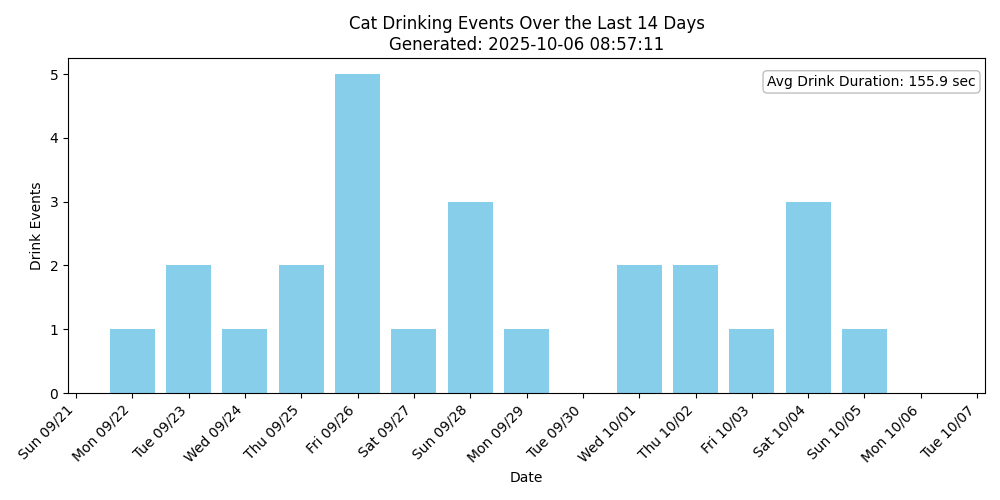 Cat Drinking Events Over the Last 14 Days
Generated: 2025-10-06 08:57:11
Avg Drink Duration: 155.9 sec
Drink Events
5
4
3
2
1
0
Sun 09/21
Mon 09/22
Tue 09/23
Wed 09/24
Thu 09/25
Fri 09/26
Sat 09/27
Sun 09/28
Mon 09/29
Tue 09/30
Wed 10/01
Thu 10/02
Fri 10/03
Sat 10/04
Sun 10/05
Mon 10/06
Tue 10/07
Date